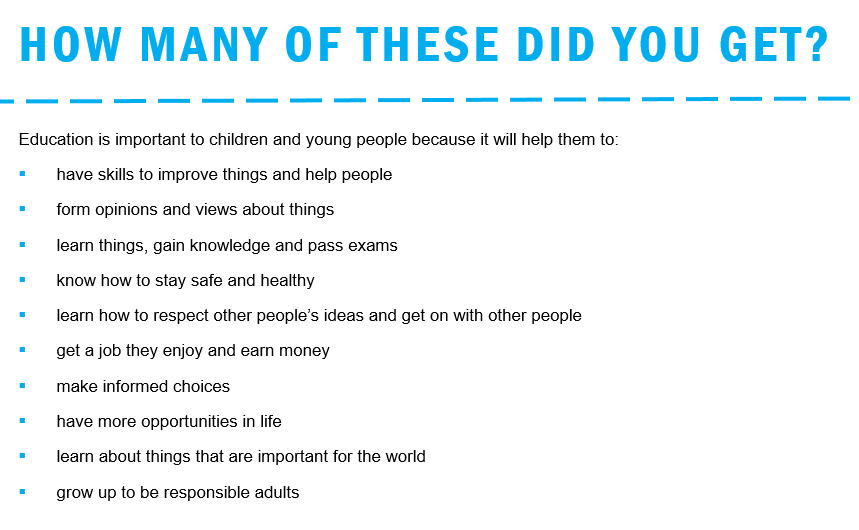 HOW MANY OF THESE DID YOU GET?
Education is important to children and young people because it will help them to:
▪ have skills to improve things and help people
▪ form opinions and views about things
▪ learn things, gain knowledge and pass exams
▪ know how to stay safe and healthy
▪ learn how to respect other people’s ideas and get on with other people
▪ get a job they enjoy and earn money
▪ make informed choices
▪ have more opportunities in life
▪ learn about things that are important for the world
▪ grow up to be responsible adults